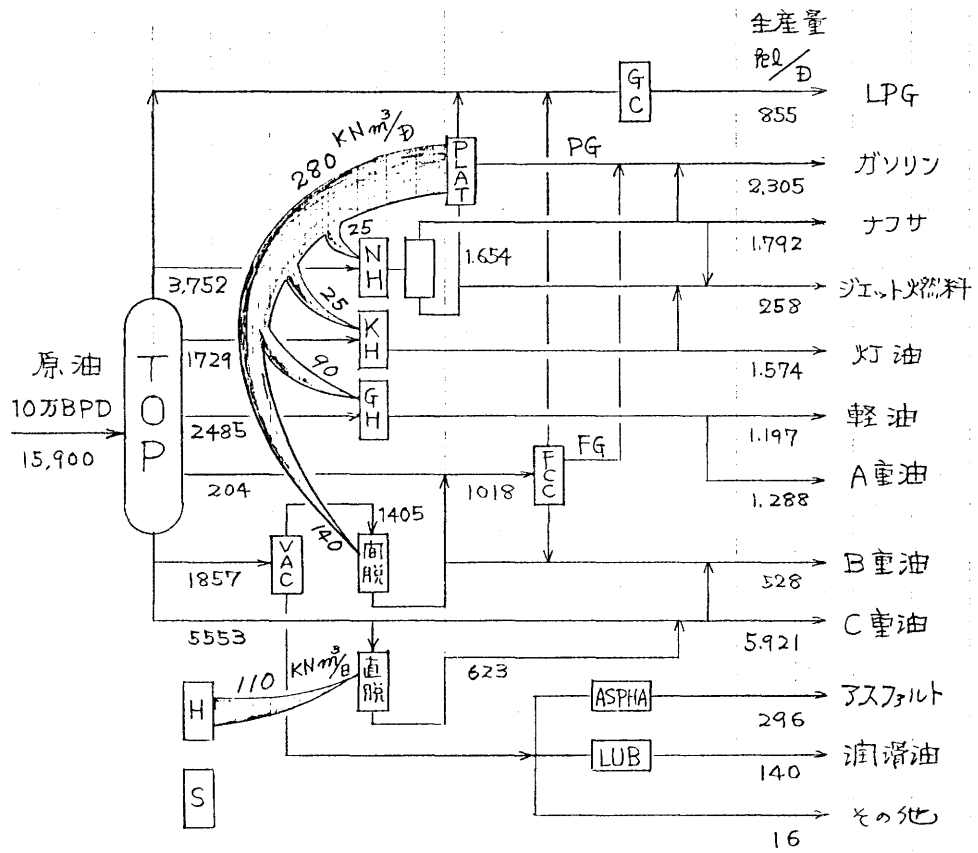 生産量
kl/D
GC
855
LPG
KNm³/D
280
PLAT
PG
2,305
ガソリン
25
NH
1.654
1.792
ナフサ
3,752
25
KH
258
ジェット燃料
原油
10万BPD
15,900
TOP
1729
90
GH
1.574
灯油
2485
FCC
FG
1.197
軽油
204
1018
1.288
A重油
140
1405
VAC
間脱
1857
528
B重油
5553
5.921
C重油
110
KNm³/日
直脱
623
H
ASPHA
296
アスファルト
LUB
140
潤滑油
S
16
その他